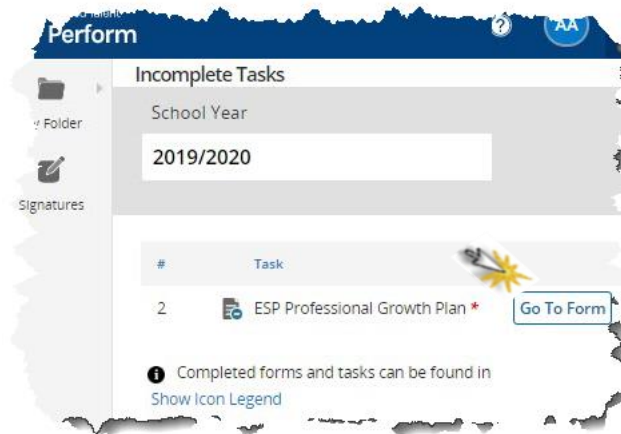 Perform
?
AA
Incomplete Tasks
Folder
School Year
2019/2020
Signatures
# Task
2 ESP Professional Growth Plan * Go To Form
Completed forms and tasks can be found in
Show Icon Legend